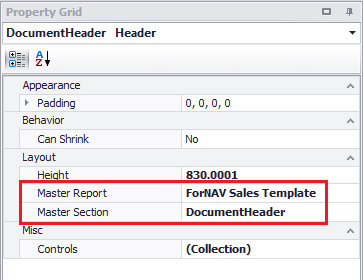 Property Grid
DocumentHeader Header
A
Z
Appearance
Padding 0, 0, 0, 0
Behavior
Can Shrink No
Layout
Height 830.0001
Master Report ForNAV Sales Template
Master Section DocumentHeader
Misc
Controls (Collection)